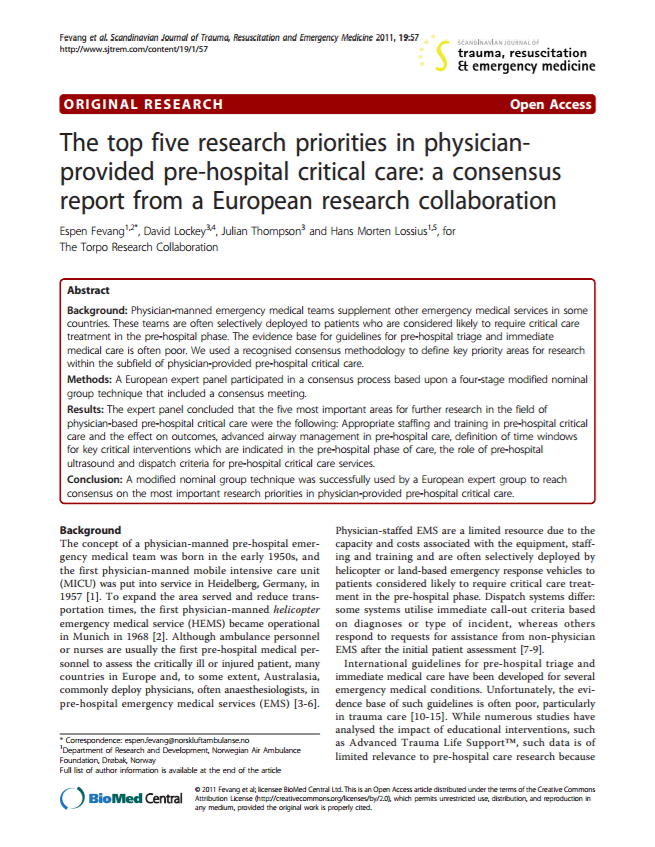 Fevang et al. Scandinavian Journal of Trauma, Resuscitation and Emergency Medicine 2011, 19:57
http://www.sjtrem.com/content/19/1/57
SCANDINAVIAN JOURNAL OF
trauma, resuscitation
& emergency medicine
ORIGINAL RESEARCH
Open Access
The top five research priorities in physician-
provided pre-hospital critical care: a consensus
report from a European research collaboration
Espen Fevang1,2*, David Lockey3,4, Julian Thompson3 and Hans Morten Lossius1,5, for
The Torpo Research Collaboration
Abstract
Background: Physician-manned emergency medical teams supplement other emergency medical services in some
countries. These teams are often selectively deployed to patients who are considered likely to require critical care
treatment in the pre-hospital phase. The evidence base for guidelines for pre-hospital triage and immediate
medical care is often poor. We used a recognised consensus methodology to define key priority areas for research
within the subfield of physician-provided pre-hospital critical care.
Methods: A European expert panel participated in a consensus process based upon a four-stage modified nominal
group technique that included a consensus meeting.
Results: The expert panel concluded that the five most important areas for further research in the field of
physician-based pre-hospital critical care were the following: Appropriate staffing and training in pre-hospital critical
care and the effect on outcomes, advanced airway management in pre-hospital care, definition of time windows
for key critical interventions which are indicated in the pre-hospital phase of care, the role of pre-hospital
ultrasound and dispatch criteria for pre-hospital critical care services.
Conclusion: A modified nominal group technique was successfully used by a European expert group to reach
consensus on the most important research priorities in physician-provided pre-hospital critical care.
Background
The concept of a physician-manned pre-hospital emer-
gency medical team was born in the early 1950s, and
the first physician-manned mobile intensive care unit
(MICU) was put into service in Heidelberg, Germany, in
1957 [1]. To expand the area served and reduce trans-
portation times, the first physician-manned helicopter
emergency medical service (HEMS) became operational
in Munich in 1968 [2]. Although ambulance personnel
or nurses are usually the first pre-hospital medical per-
sonnel to assess the critically ill or injured patient, many
countries in Europe and, to some extent, Australasia,
commonly deploy physicians, often anaesthesiologists, in
pre-hospital emergency medical services (EMS) [3-6].
* Correspondence: espen.fevang@norskluftambulanse.no
1Department of Research and Development, Norwegian Air Ambulance
Foundation, Drøbak, Norway
Full list of author information is available at the end of the article
Physician-staffed EMS are a limited resource due to the
capacity and costs associated with the equipment, staff-
ing and training and are often selectively deployed by
helicopter or land-based emergency response vehicles to
patients considered likely to require critical care treat-
ment in the pre-hospital phase. Dispatch systems differ:
some systems utilise immediate call-out criteria based
on diagnoses or type of incident, whereas others
respond to requests for assistance from non-physician
EMS after the initial patient assessment [7-9].
International guidelines for pre-hospital triage and
immediate medical care have been developed for several
emergency medical conditions. Unfortunately, the evi-
dence base of such guidelines is often poor, particularly
in trauma care [10-15]. While numerous studies have
analysed the impact of educational interventions, such
as Advanced Trauma Life Support™, such data is of
limited relevance to pre-hospital care research because
BioMed Central
© 2011 Fevang et al; licensee BioMed Central Ltd. This is an Open Access article distributed under the terms of the Creative Commons
Attribution License (http://creativecommons.org/licenses/by/2.0), which permits unrestricted use, distribution, and reproduction in
any medium, provided the original work is properly cited.